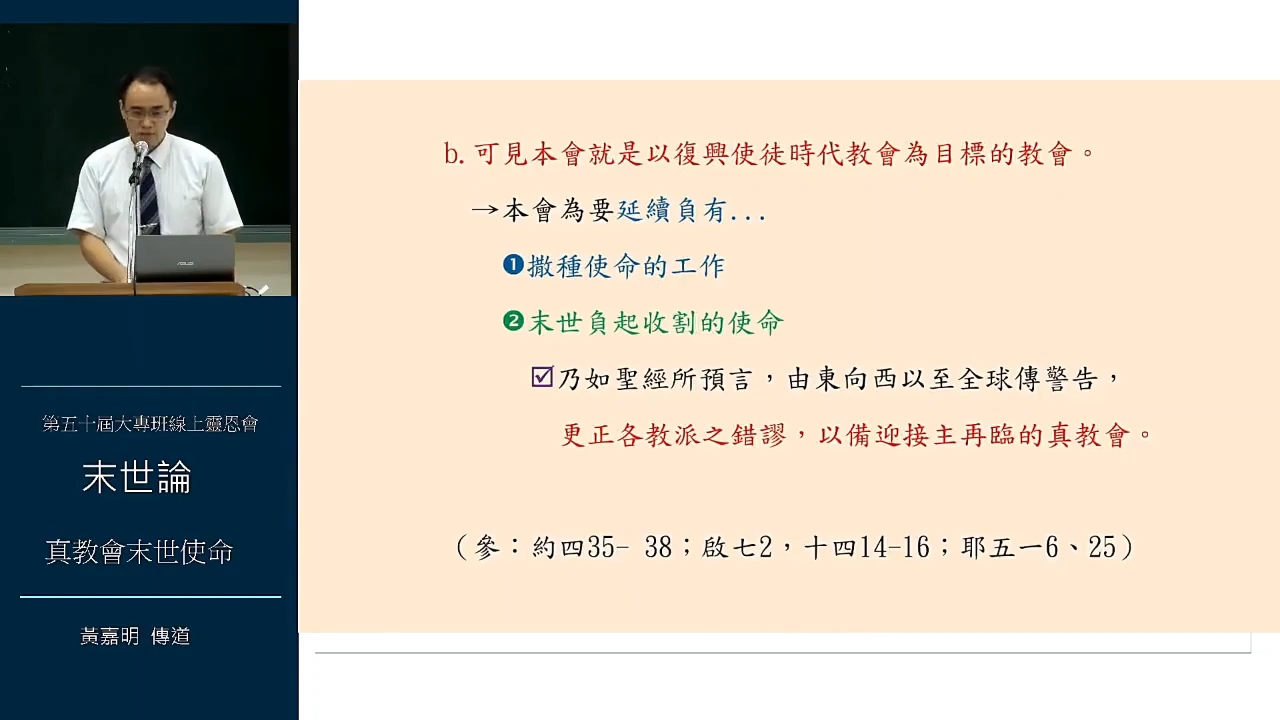 第五十屆大專班線上靈恩會
末世論
真教會末世使命
黃嘉明 傳道
b. 可見本會就是以復興使徒時代教會為目標的教會。
→本會為要延續負有...
❶撒種使命的工作
❷末世負起收割的使命
☑乃如聖經所預言，由東向西以至全球傳警告，
更正各教派之錯謬，以備迎接主再臨的真教會。
（參：約四35- 38；啟七2，十四14-16；耶五一6、25）
ASUS